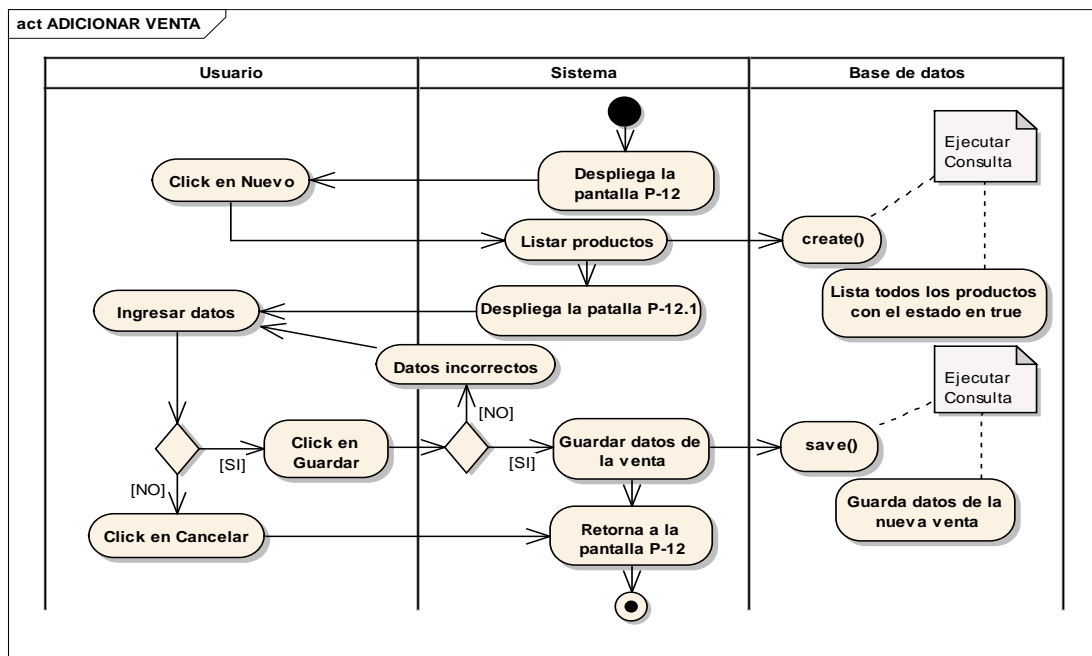 act ADICIONAR VENTA
Usuario
Sistema
Base de datos
Ejecutar
Consulta
Despliega la
pantalla P-12
Click en Nuevo
Listar productos
create()
Lista todos los productos
con el estado en true
Despliega la patalla P-12.1
Ingresar datos
Datos incorrectos
Ejecutar
Consulta
[NO]
Click en
Guardar
[SI]
Guardar datos de
la venta
[SI]
save()
[NO]
Guarda datos de la
nueva venta
Click en Cancelar
Retorna a la
pantalla P-12